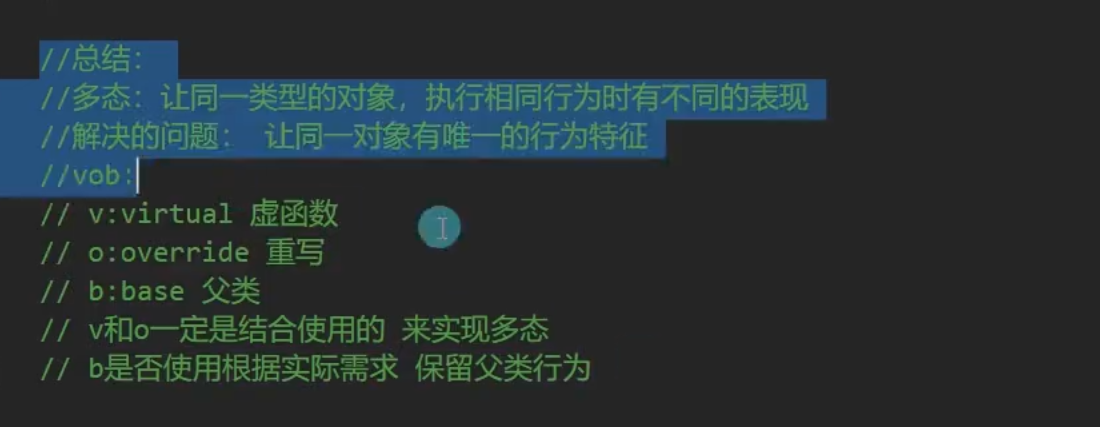 //总结：
//多态：让同一类型的对象，执行相同行为时有不同的表现
//解决的问题： 让同一对象有唯一的行为特征
//vob:
// v:virtual 虚函数
// o:override 重写
// b:base 父类
// v和o一定是结合使用的 来实现多态
// b是否使用根据实际需求 保留父类行为